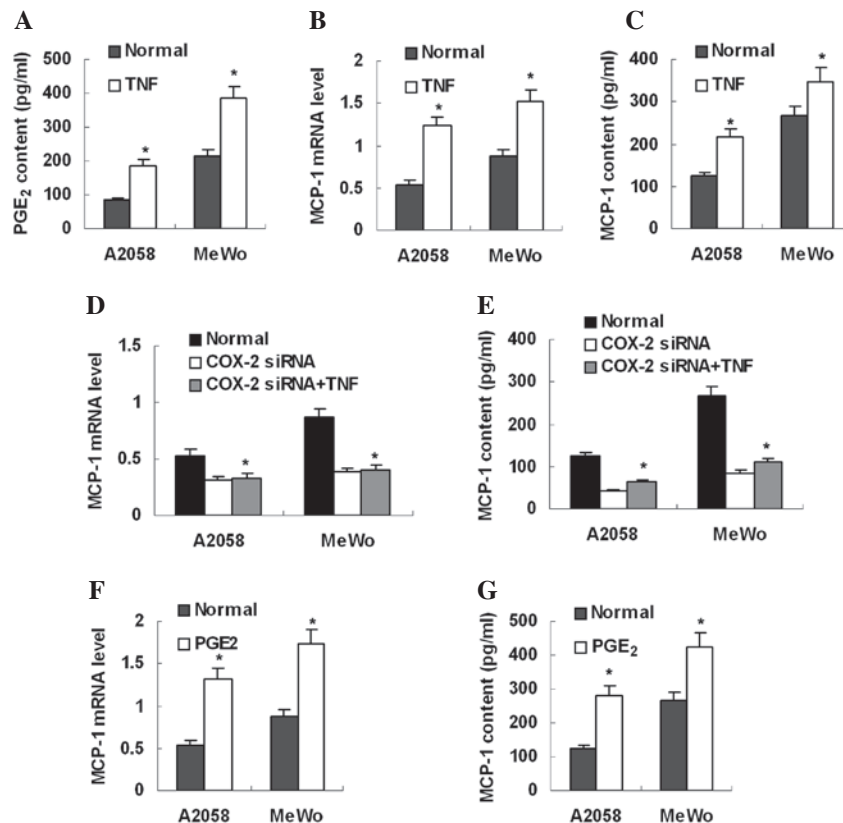 A
PGE₂ content (pg/ml)
500
400
300
200
100
0
Normal
TNF
*
*
A2058 MeWo
B
MCP-1 mRNA level
2
1.5
1
0.5
0
Normal
TNF
*
*
A2058 MeWo
C
MCP-1 content (pg/ml)
400
300
200
100
0
Normal
TNF
*
*
A2058 MeWo
D
MCP-1 mRNA level
1.5
1
0.5
0
Normal
COX-2 siRNA
COX-2 siRNA+TNF
*
*
A2058 MeWo
E
MCP-1 content (pg/ml)
400
300
200
100
0
Normal
COX-2 siRNA
COX-2 siRNA+TNF
*
*
A2058 MeWo
F
MCP-1 mRNA level
2
1.5
1
0.5
0
Normal
PGE2
*
*
A2058 MeWo
G
MCP-1 content (pg/ml)
500
400
300
200
100
0
Normal
PGE₂
*
*
A2058 MeWo